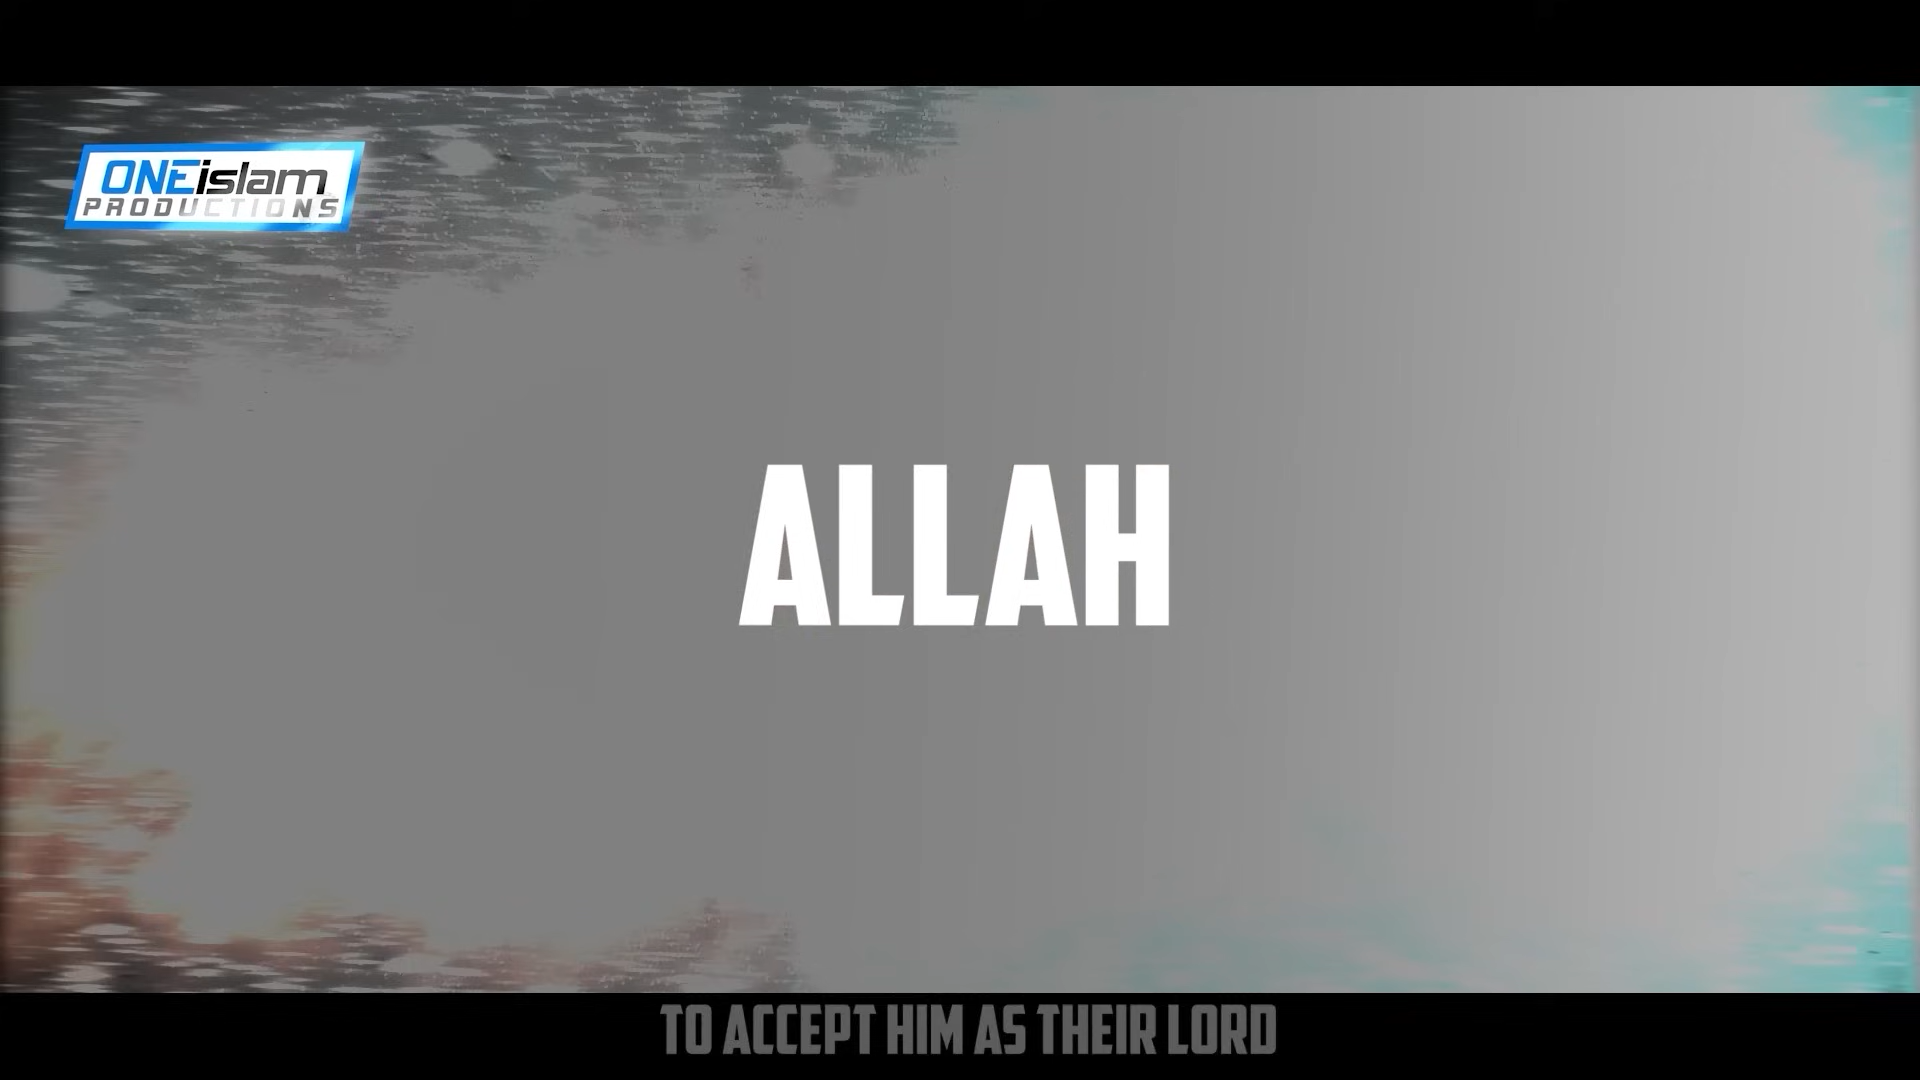 ONEislam
PRODUCTIONS
ALLAH
TO ACCEPT HIM AS THEIR LORD